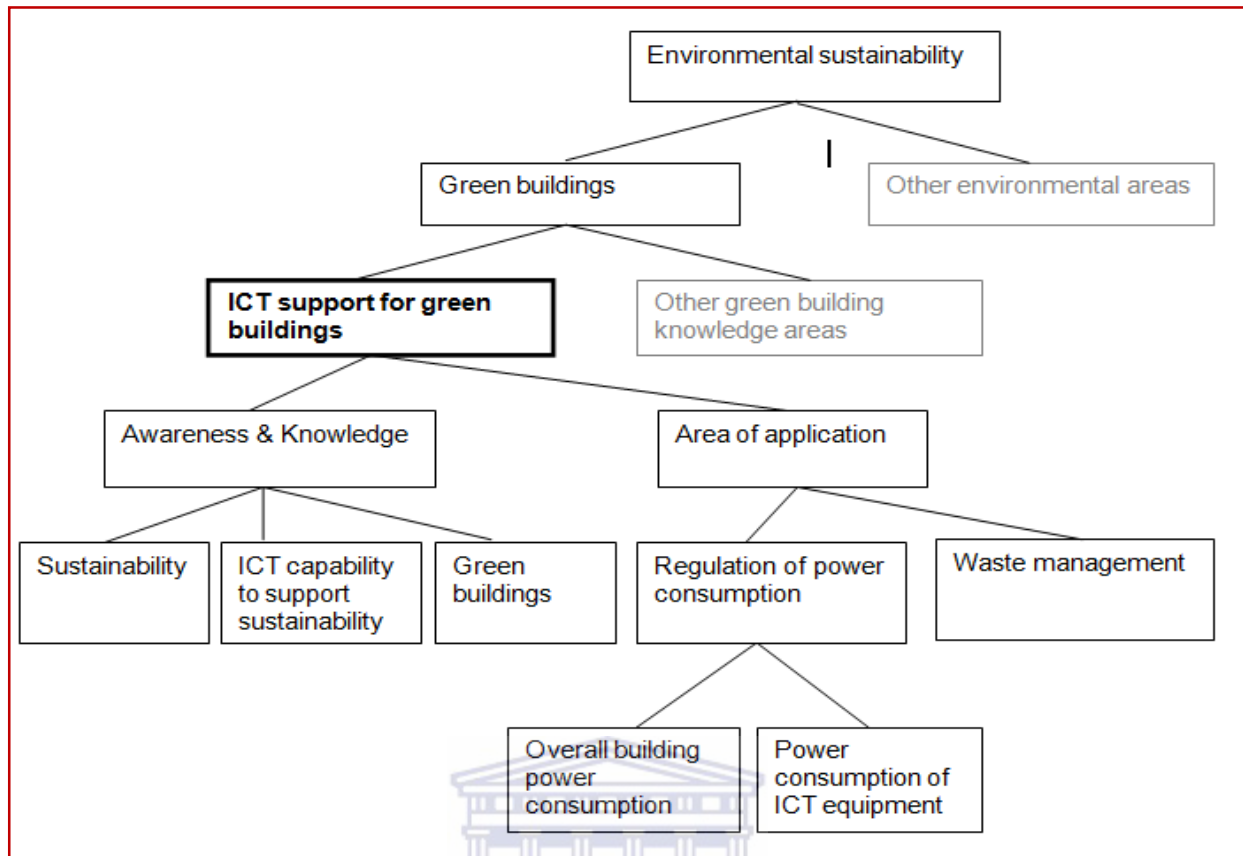 Environmental sustainability
Green buildings
Other environmental areas
ICT support for green
buildings
Other green building
knowledge areas
Awareness & Knowledge
Area of application
Sustainability
ICT capability
to support
sustainability
Green
buildings
Regulation of power
consumption
Waste management
Overall building
power
consumption
Power
consumption of
ICT equipment